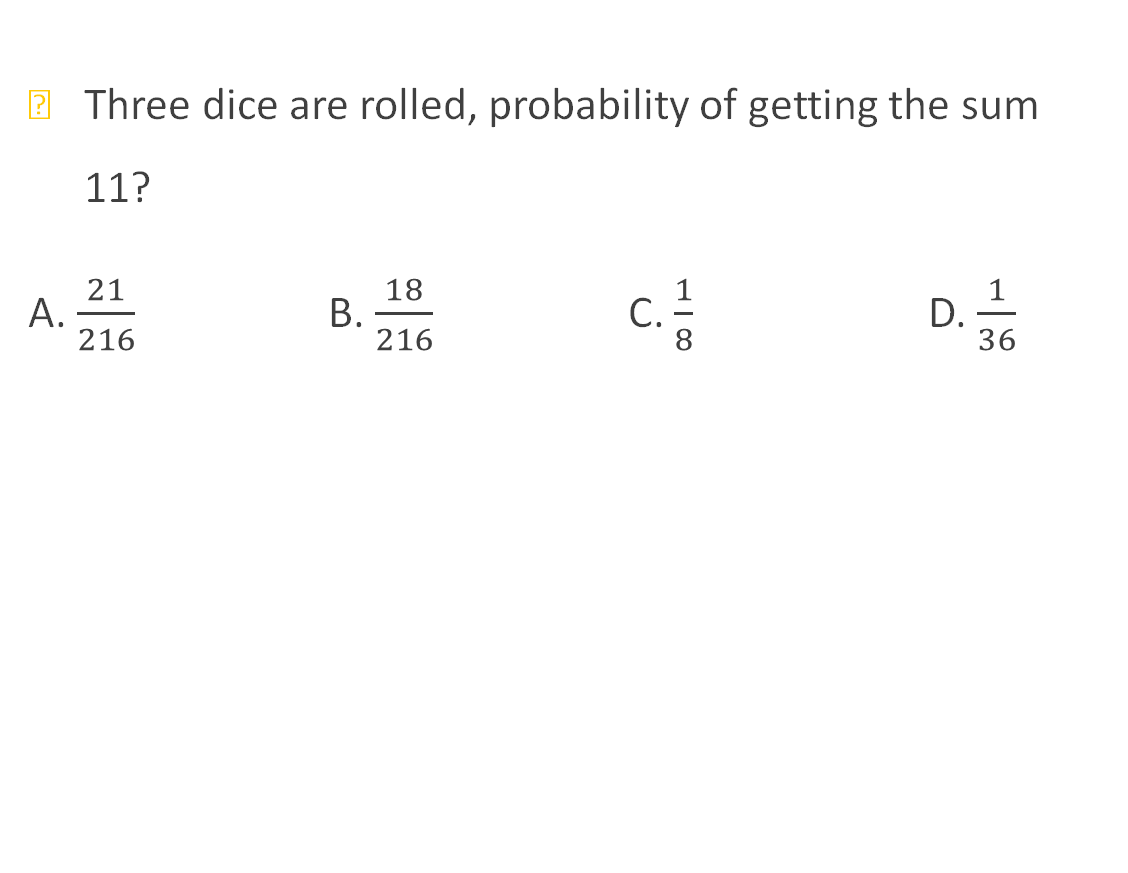 ⍰ Three dice are rolled, probability of getting the sum
11?
A. 21/216 B. 18/216 C. 1/8 D. 1/36